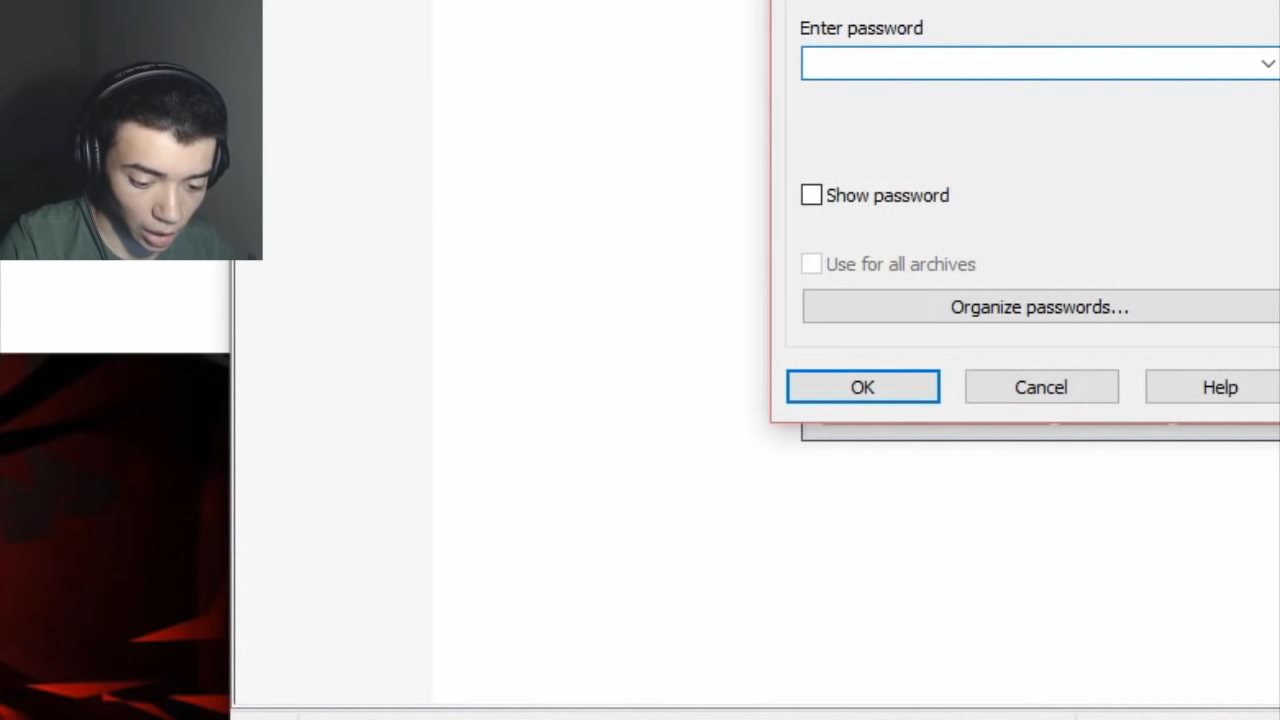 Enter password
Show password
Use for all archives
Organize passwords...
OK
Cancel
Help